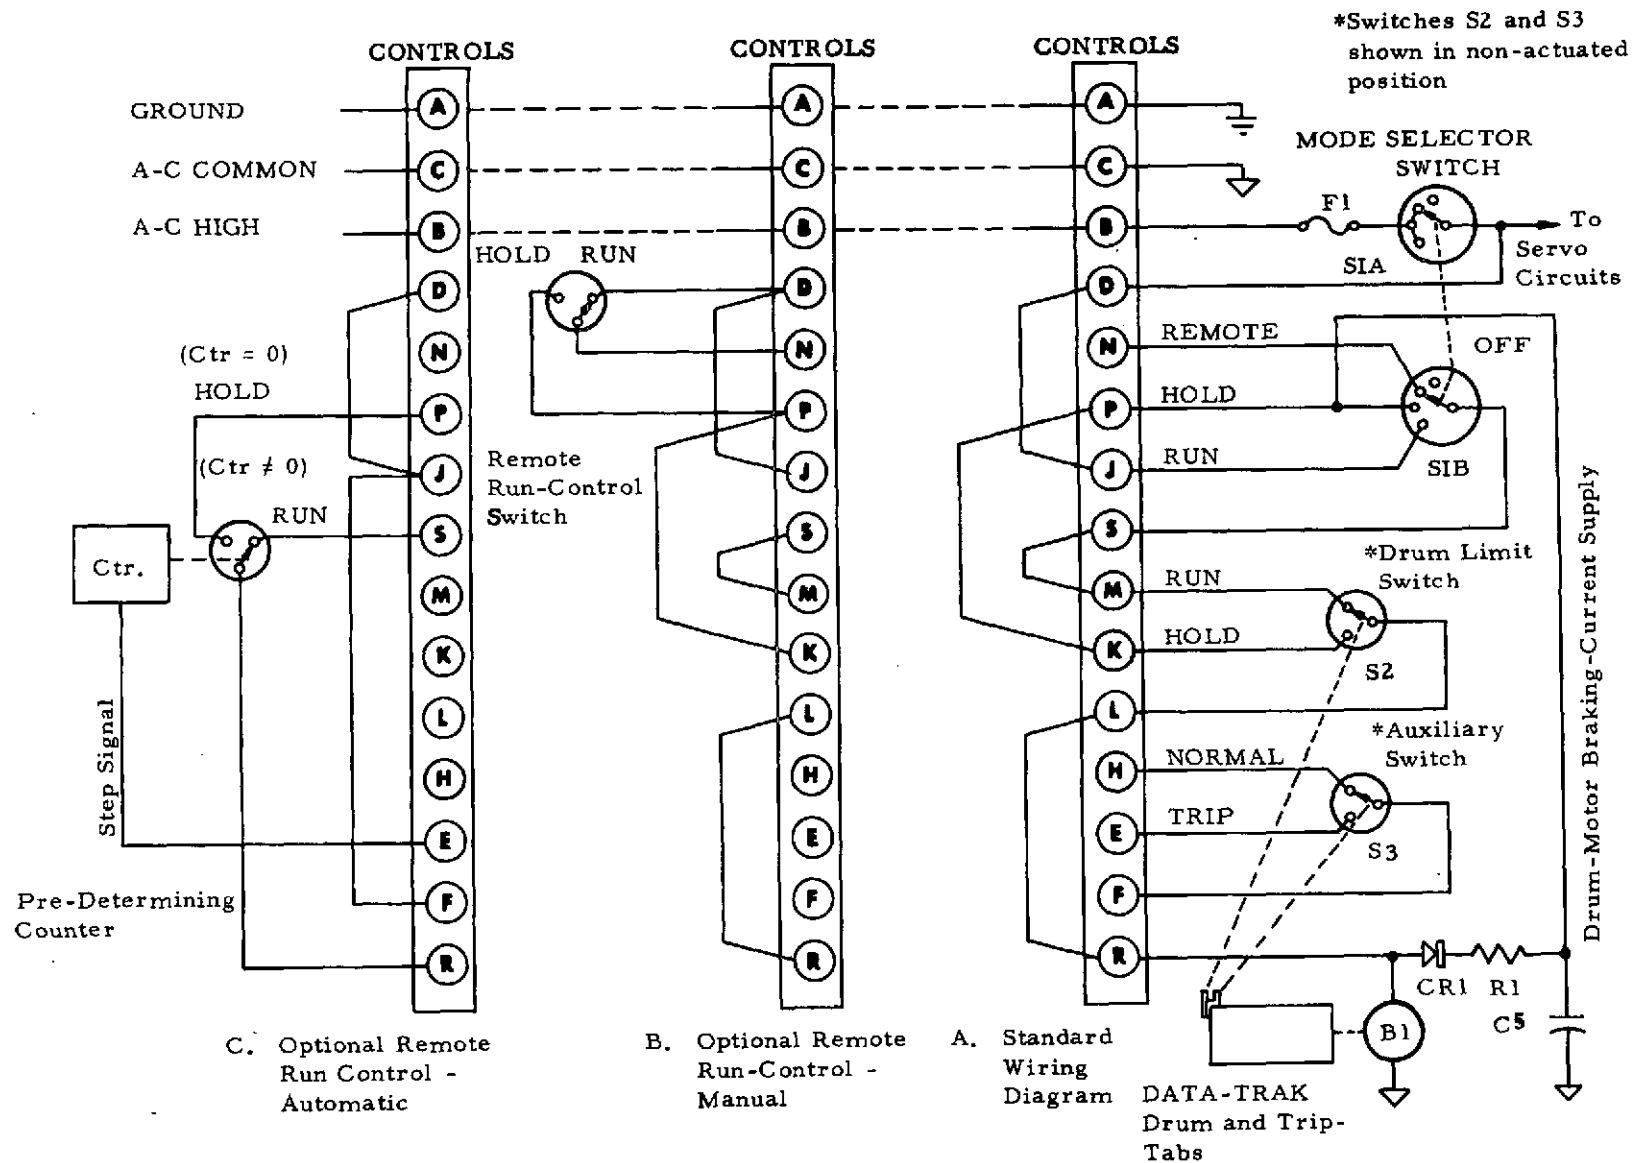 *Switches S2 and S3
shown in non-actuated
position
CONTROLS
CONTROLS
CONTROLS
GROUND
A-C COMMON
A-C HIGH
A
C
B
D
N
P
J
S
M
K
L
H
E
F
R
(Ctr = 0)
HOLD
(Ctr ≠ 0)
RUN
Ctr.
Step Signal
Pre-Determining
Counter
C. Optional Remote
Run Control -
Automatic
HOLD RUN
Remote
Run-Control
Switch
A
C
B
D
N
P
J
S
M
K
L
H
E
F
R
B. Optional Remote
Run-Control -
Manual
A
C
B
D
N
P
J
S
M
K
L
H
E
F
R
A. Standard
Wiring
Diagram
MODE SELECTOR
SWITCH
F1
SIA
To
Servo
Circuits
REMOTE
OFF
HOLD
RUN
SIB
*Drum Limit
Switch
RUN
HOLD
S2
*Auxiliary
Switch
NORMAL
TRIP
S3
Drum-Motor Braking-Current Supply
CR1 R1
C5
B1
DATA-TRAK
Drum and Trip-
Tabs